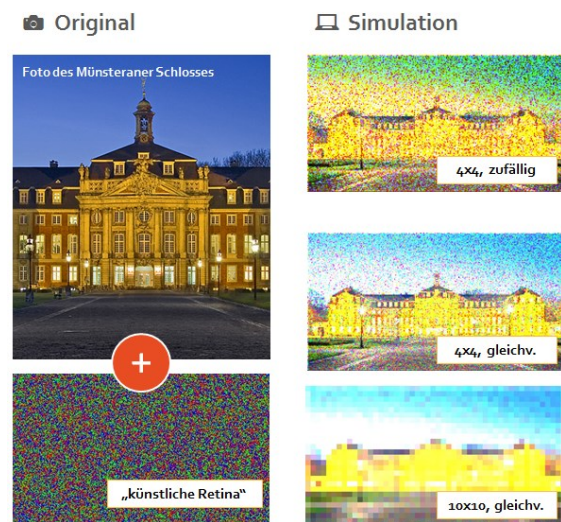 Original
Simulation
Foto des Münsteraner Schlosses
4x4, zufällig
4x4, gleichv.
„künstliche Retina“
10x10, gleichv.